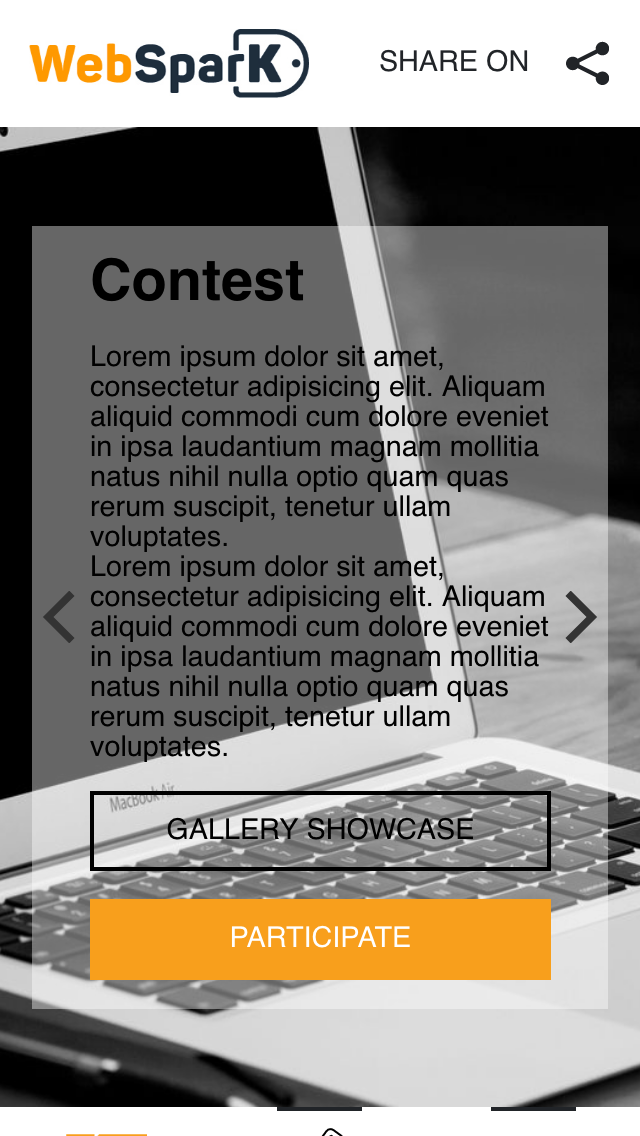 WebSpark
SHARE ON
Contest
Lorem ipsum dolor sit amet,
consectetur adipisicing elit. Aliquam
aliquid commodi cum dolore eveniet
in ipsa laudantium magnam mollitia
natus nihil nulla optio quam quas
rerum suscipit, tenetur ullam
voluptates.
Lorem ipsum dolor sit amet,
consectetur adipisicing elit. Aliquam
aliquid commodi cum dolore eveniet
in ipsa laudantium magnam mollitia
natus nihil nulla optio quam quas
rerum suscipit, tenetur ullam
voluptates.
MacBook Air
GALLERY SHOWCASE
PARTICIPATE